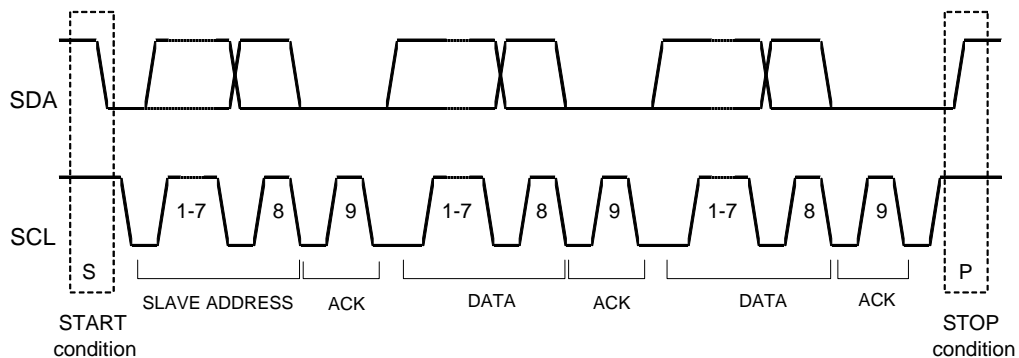 SDA
SCL
1-7 8 9 1-7 8 9 1-7 8 9
S P
SLAVE ADDRESS ACK DATA ACK DATA ACK
START
condition
STOP
condition